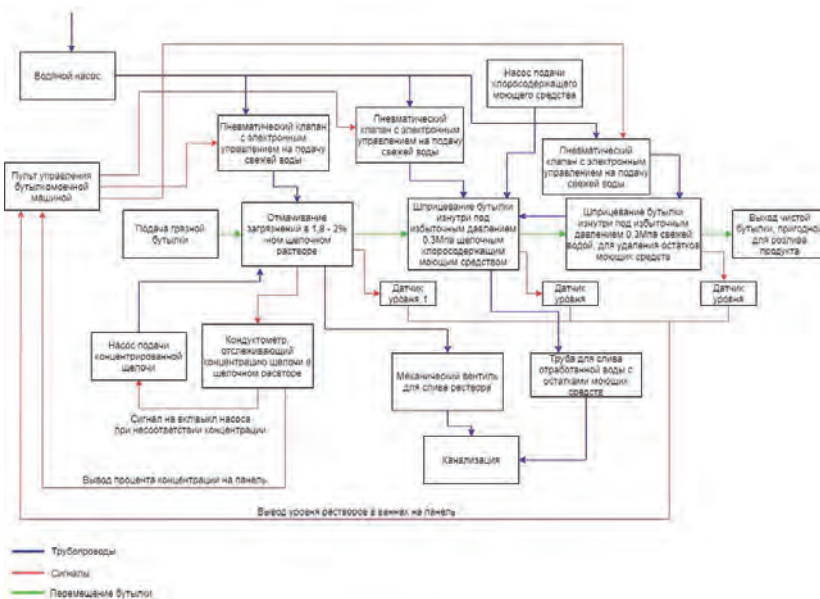 Водяной насос
Насос подачи
хлоросодержащего
моющего средства
Пневматический клапан
с электронным
управлением на подачу
свежей воды
Пневматический клапан
с электронным
управлением на подачу
свежей воды
Пневматический клапан
с электронным управлением
на подачу
свежей воды
Пульт управления
бутылкомоечной
машиной
Подача грязной
бутылки
Отмачивание
загрязнений в 1,8 - 2%
ном щелочном
растворе
Шприцевание бутылки
изнутри под
избыточным давлением
0.3Мпа щелочным
хлоросодержащим
моющим средством
Шприцевание бутылки
изнутри под избыточным
давлением 0.3Мпа свежей
водой, для удаления остатков
моющих средств
Выход чистой
бутылки, пригодной
для розлива
продукта
Датчик
уровня, t
Датчик
уровня
Датчик
уровня
Насос подачи
концентрированной
щелочи
Кондуктометр,
отслеживающий
концентрацию щелочи в
щелочном растворе
Механический вентиль
для слива раствора
Труба для слива
отработанной воды с
остатками моющих
средств
Сигнал на вкл\выкл насоса
при несоответствии концентрации
Канализация
Вывод процента концентрации на панель
Вывод уровня растворов в ваннах на панель
Трубопроводы
Сигналы
Перемещение бутылки